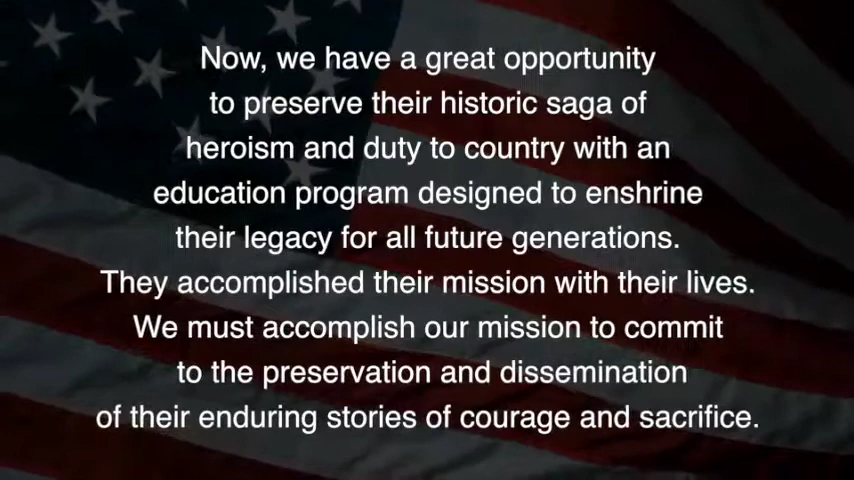 Now, we have a great opportunity
to preserve their historic saga of
heroism and duty to country with an
education program designed to enshrine
their legacy for all future generations.
They accomplished their mission with their lives.
We must accomplish our mission to commit
to the preservation and dissemination
of their enduring stories of courage and sacrifice.